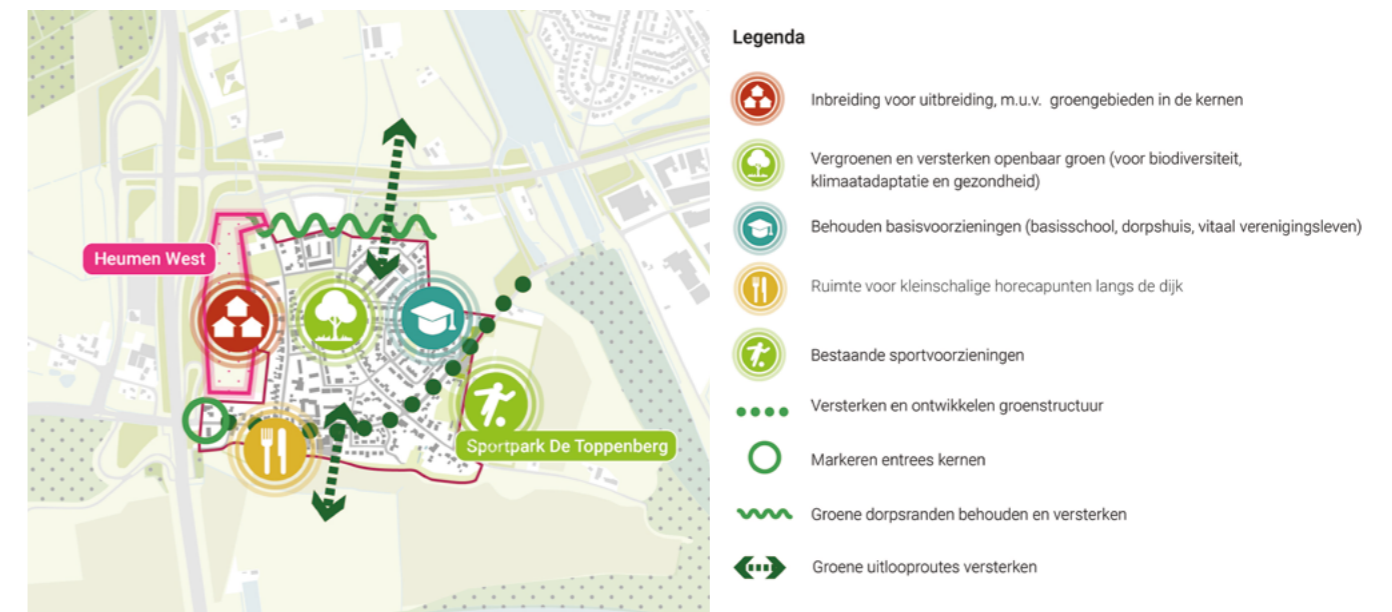 Heumen West
Sportpark De Toppenberg
Legenda
Inbreiding voor uitbreiding, m.u.v. groengebieden in de kernen
Vergroenen en versterken openbaar groen (voor biodiversiteit,
klimaatadaptatie en gezondheid)
Behouden basisvoorzieningen (basisschool, dorpshuis, vitaal verenigingsleven)
Ruimte voor kleinschalige horecapunten langs de dijk
Bestaande sportvoorzieningen
Versterken en ontwikkelen groenstructuur
Markeren entrees kernen
Groene dorpsranden behouden en versterken
Groene uitlooproutes versterken